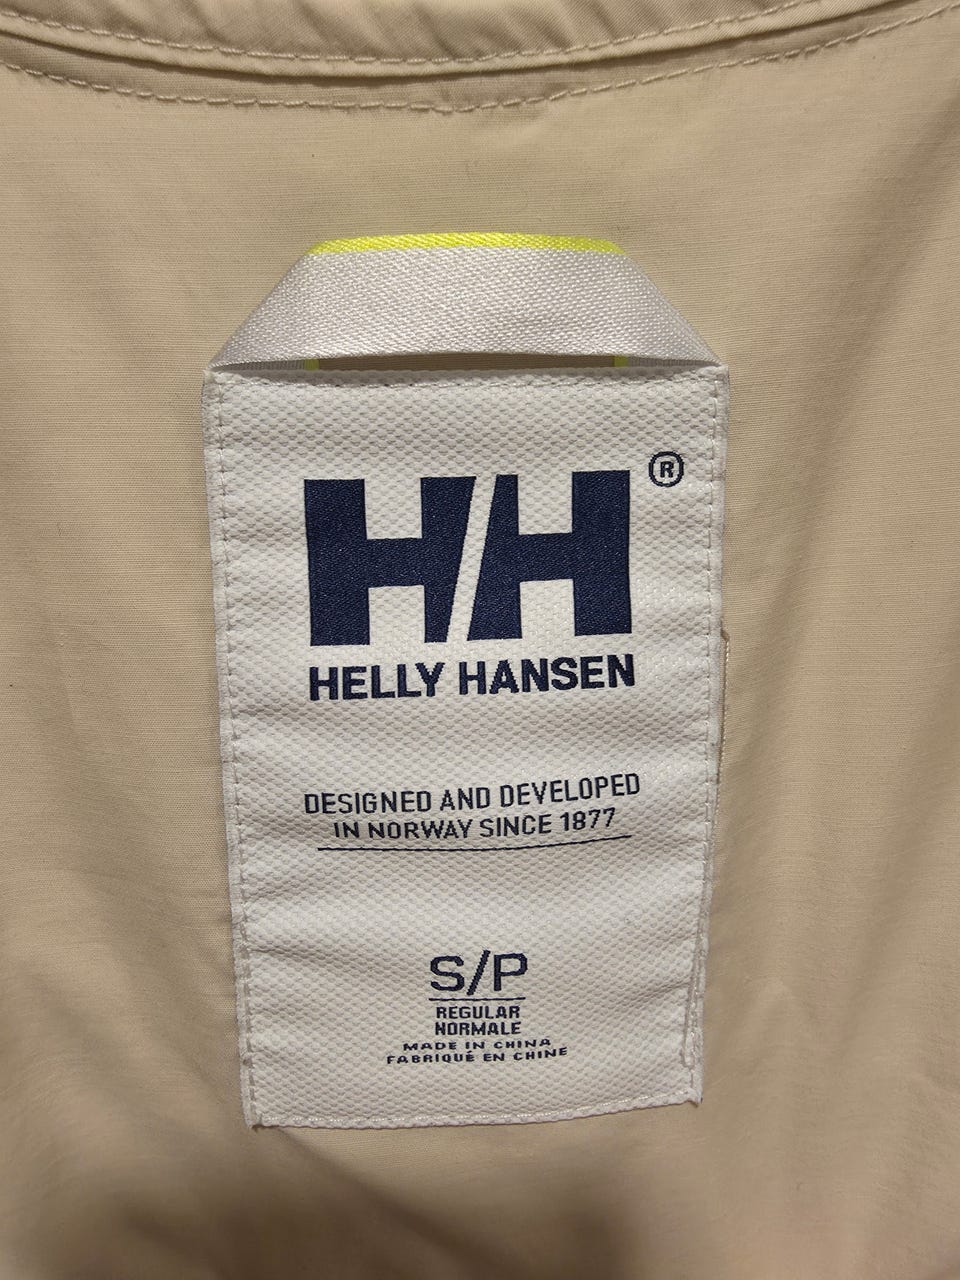 HH®
HELLY HANSEN
DESIGNED AND DEVELOPED
IN NORWAY SINCE 1877
S/P
REGULAR
NORMALE
MADE IN CHINA
FABRIQUÉ EN CHINE